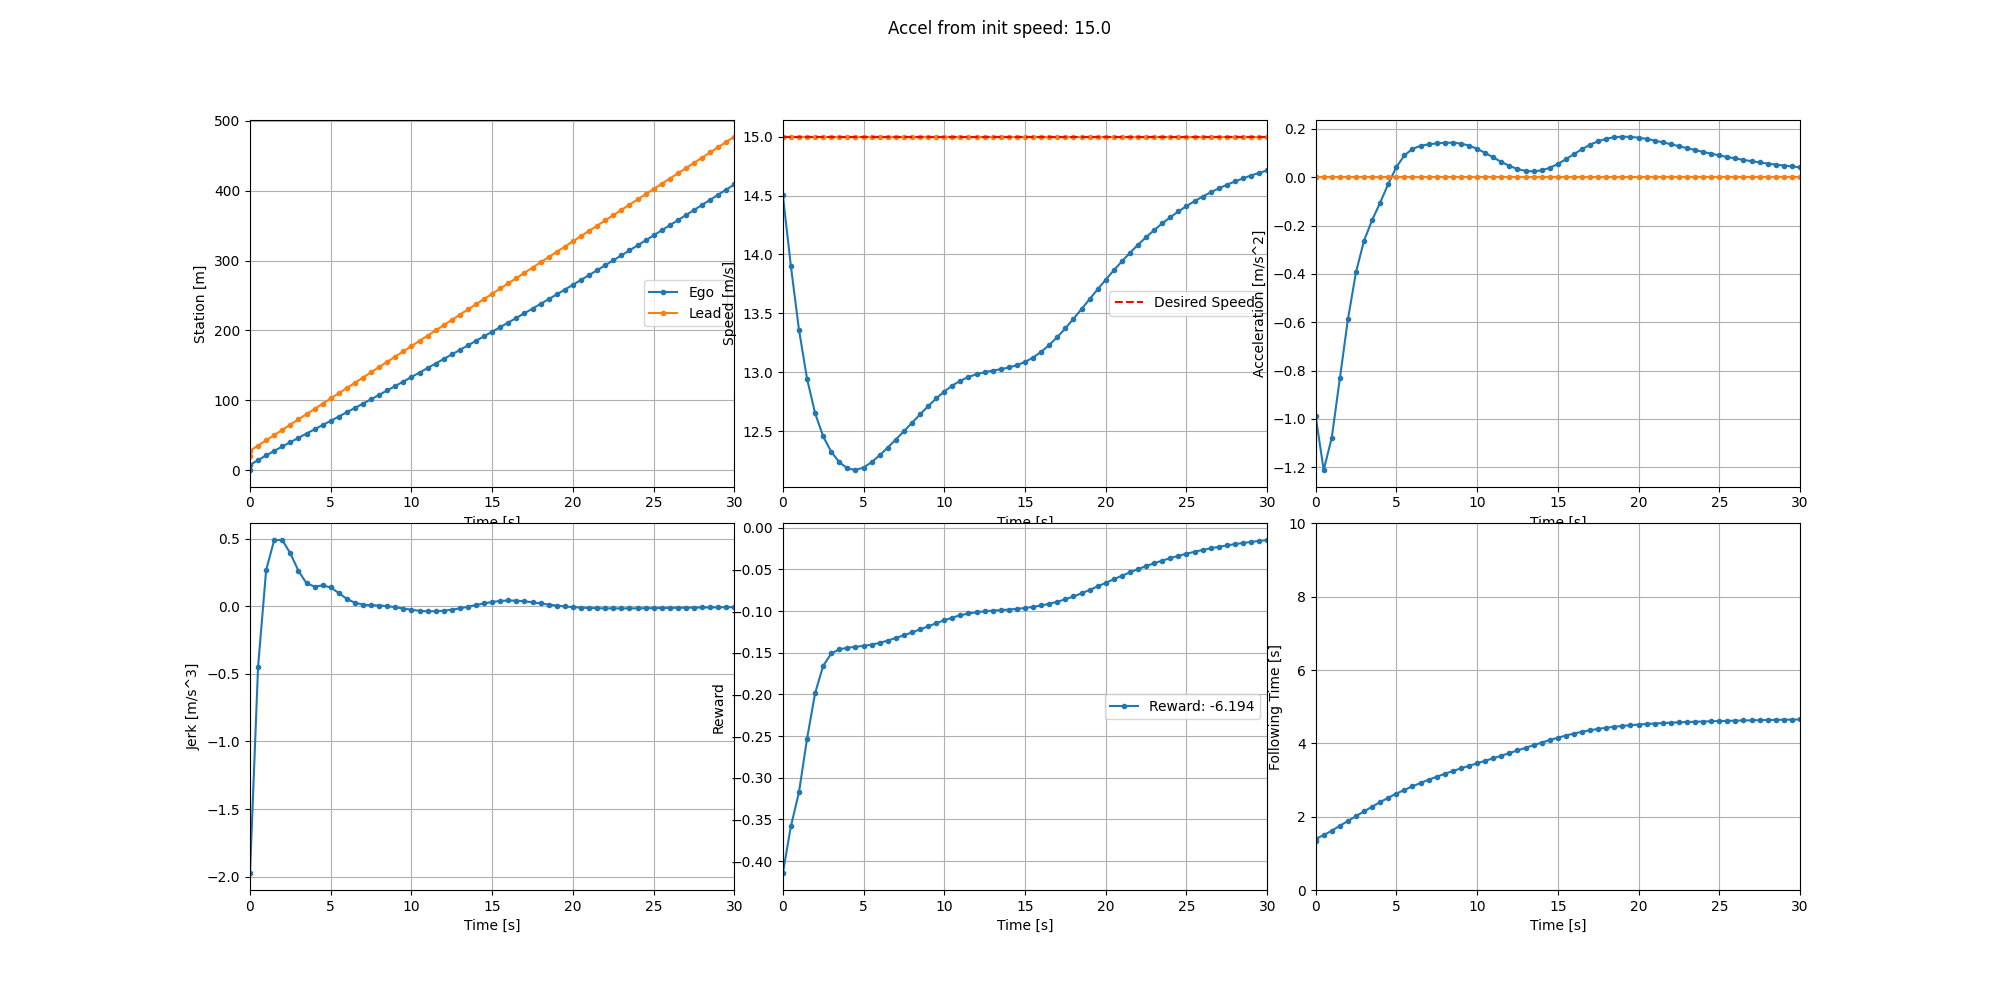 Accel from init speed: 15.0
500
400
300
200
100
0
Station [m]
Ego
Lead
0 5 10 15 20 25 30
Time [s]
15.0
14.5
14.0
13.5
13.0
12.5
Speed [m/s]
Desired Speed
0 5 10 15 20 25 30
Time [s]
0.2
0.0
−0.2
−0.4
−0.6
−0.8
−1.0
−1.2
Acceleration [m/s^2]
0 5 10 15 20 25 30
Time [s]
0.5
0.0
−0.5
−1.0
−1.5
−2.0
Jerk [m/s^3]
0 5 10 15 20 25 30
Time [s]
0.00
−0.05
−0.10
−0.15
−0.20
−0.25
−0.30
−0.35
−0.40
Reward
Reward: -6.194
0 5 10 15 20 25 30
Time [s]
10
8
6
4
2
0
Following Time [s]
0 5 10 15 20 25 30
Time [s]